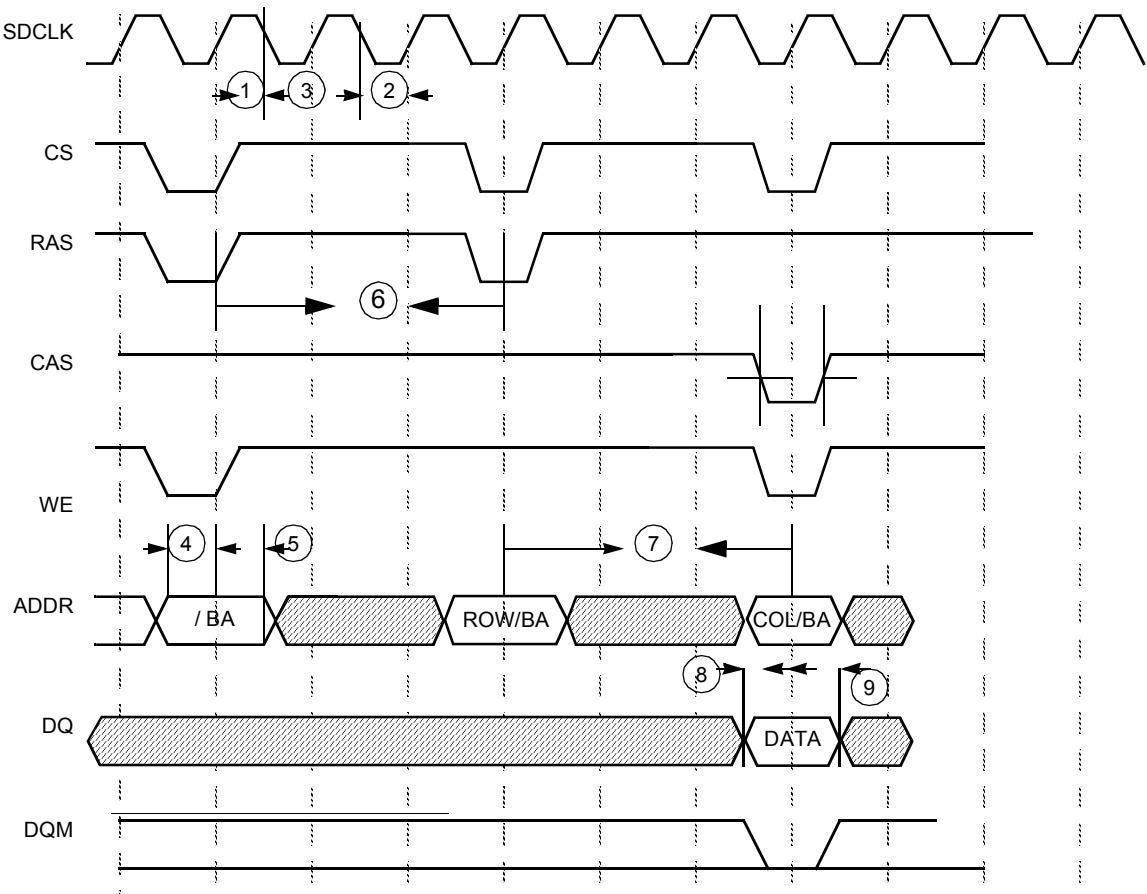 SDCLK
1 3 2
CS
RAS
6
CAS
WE
4 5 7
ADDR / BA ROW/BA COL/BA
8 9
DQ DATA
DQM